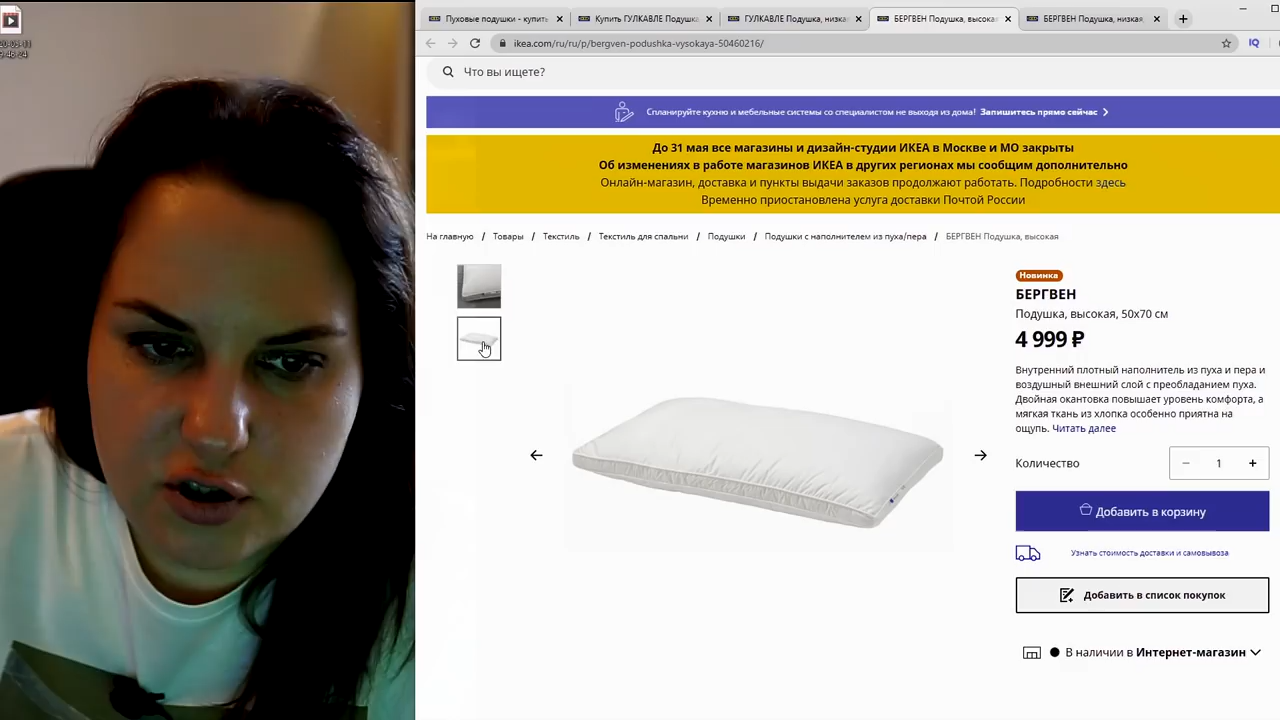 Пуховые подушки - купить
Купить ГУЛКАВЛЕ Подушка,
ГУЛКАВЛЕ Подушка, низка
БЕРГВЕН Подушка, высока
БЕРГВЕН Подушка, низкая,
ikea.com/ru/ru/p/bergven-podushka-vysokaya-50460216/
Что вы ищете?
Спланируйте кухню и мебельные системы со специалистом не выходя из дома! Запишитесь прямо сейчас
До 31 мая все магазины и дизайн-студии ИКЕА в Москве и МО закрыты
Об изменениях в работе магазинов ИКЕА в других регионах мы сообщим дополнительно
Онлайн-магазин, доставка и пункты выдачи заказов продолжают работать. Подробности здесь
Временно приостановлена услуга доставки Почтой России
На главную / Товары / Текстиль / Текстиль для спальни / Подушки / Подушки с наполнителем из пуха/пера / БЕРГВЕН Подушка, высокая
Новинка
БЕРГВЕН
Подушка, высокая, 50x70 см
4 999 ₽
Внутренний плотный наполнитель из пуха и пера и
воздушный внешний слой с преобладанием пуха.
Двойная окантовка повышает уровень комфорта, а
мягкая ткань из хлопка особенно приятна на
ощупь. Читать далее
Количество
1
Добавить в корзину
Узнать стоимость доставки и самовывоза
Добавить в список покупок
В наличии в Интернет-магазин